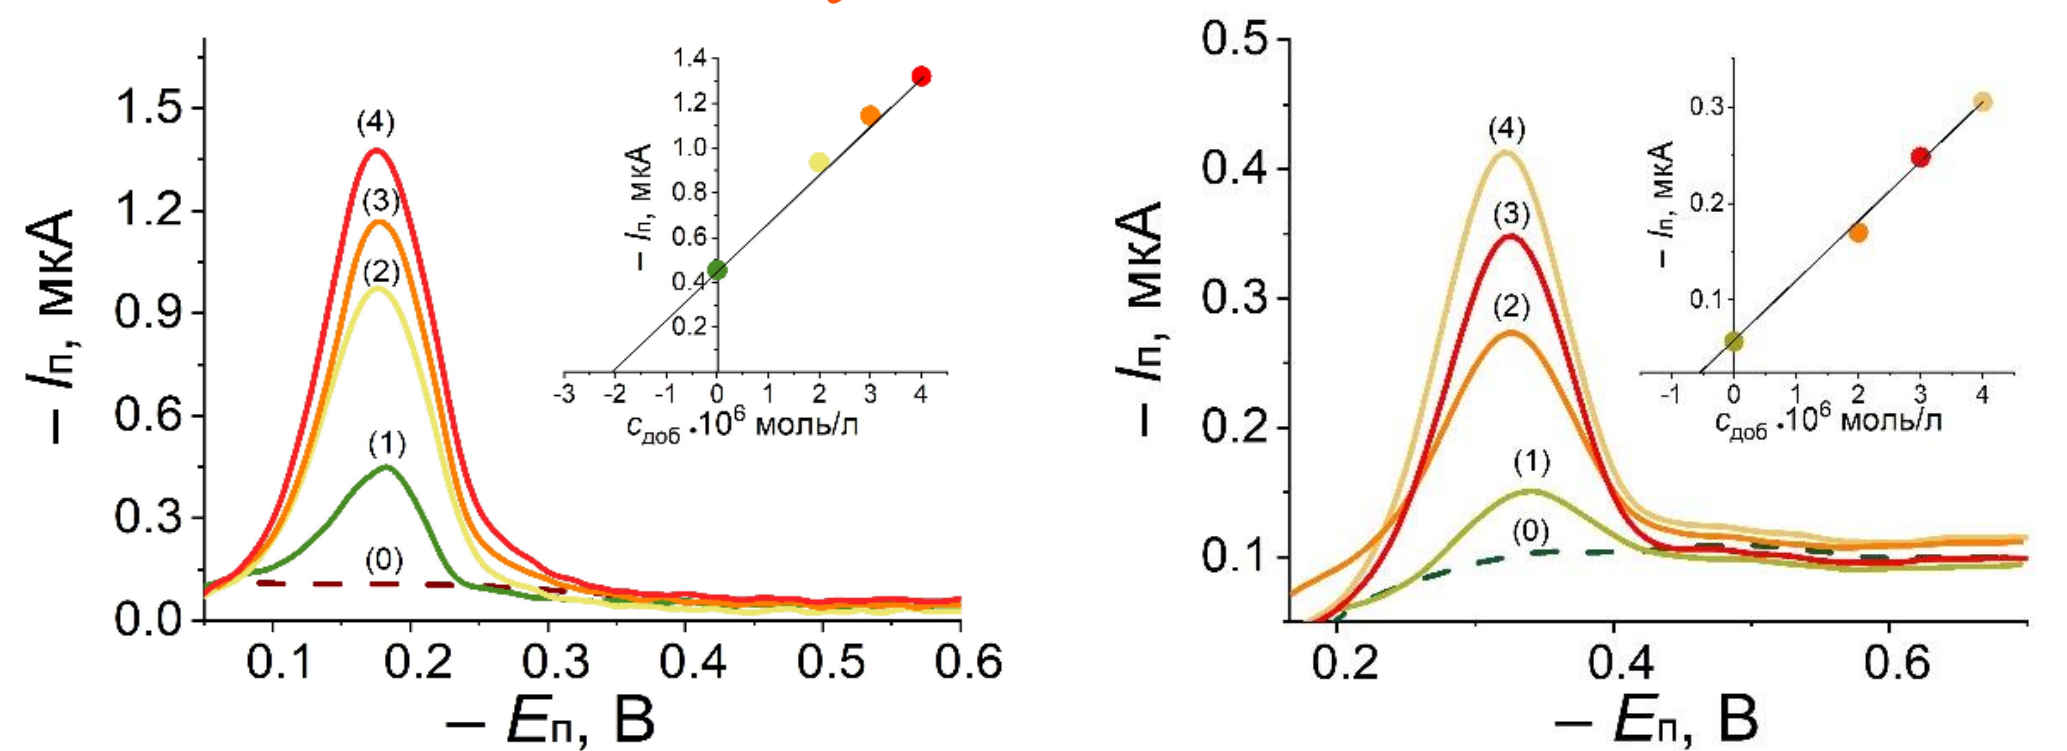 – Iп, мкА
1.5
1.2
0.9
0.6
0.3
0.0
0.1 0.2 0.3 0.4 0.5 0.6
– Eп, В
(4)
(3)
(2)
(1)
(0)
– Iп, мкА
1.4
1.2
1.0
0.8
0.6
0.4
0.2
-3 -2 -1 0 1 2 3 4
cдоб •10⁶ моль/л
– Iп, мкА
0.5
0.4
0.3
0.2
0.1
0.2 0.4 0.6
– Eп, В
(4)
(3)
(2)
(1)
(0)
– Iп, мкА
0.3
0.2
0.1
-1 0 1 2 3 4
cдоб •10⁶ моль/л